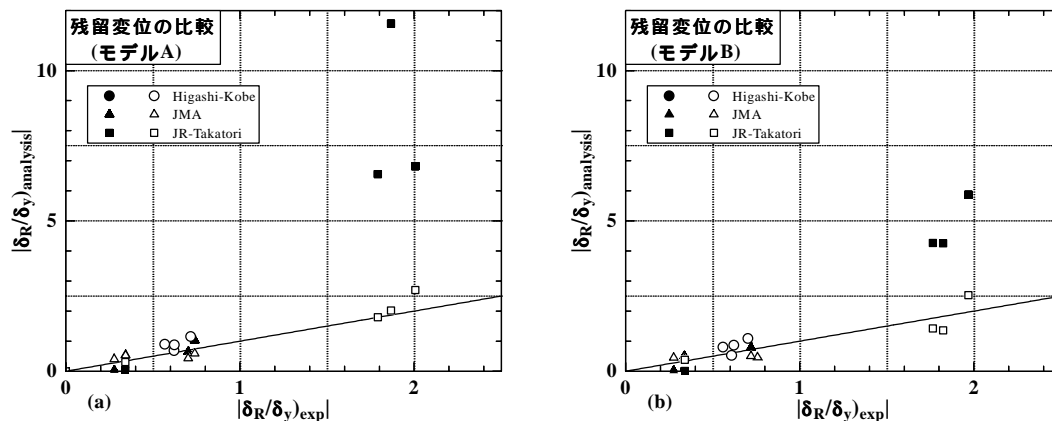 残留変位の比較
(モデルA)
10
Higashi-Kobe
JMA
JR-Takatori
|δR/δy)analysis|
5
0
0
1
2
(a)
|δR/δy)exp|
残留変位の比較
(モデルB)
10
Higashi-Kobe
JMA
JR-Takatori
|δR/δy)analysis|
5
0
0
1
2
(b)
|δR/δy)exp|